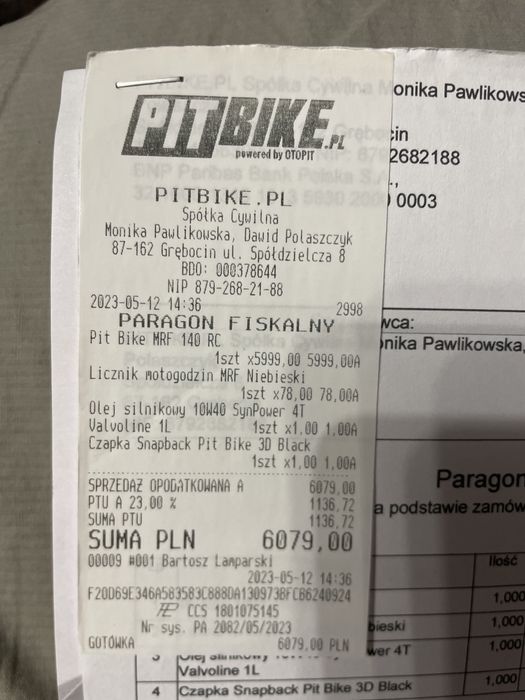 PITBIKE.PL
powered by OTOPIT
PITBIKE.PL
Spółka Cywilna
Monika Pawlikowska, Dawid Polaszczyk
87-162 Grębocin ul. Spółdzielcza 8
BDO: 000378644
NIP 879-268-21-88
2023-05-12 14:36 2998
PARAGON FISKALNY
Pit Bike MRF 140 RC
1szt x5999,00 5999,00A
Licznik motogodzin MRF Niebieski
1szt x78,00 78,00A
Olej silnikowy 10W40 SynPower 4T
Valvoline 1L 1szt x1,00 1,00A
Czapka Snapback Pit Bike 3D Black
1szt x1,00 1,00A
SPRZEDAŻ OPODATKOWANA A 6079,00
PTU A 23,00 % 1136,72
SUMA PTU 1136,72
SUMA PLN 6079,00
00009 #001 Bartosz Lamparski
2023-05-12 14:36
F20D69E346A583583C888DA130973BFCB6240924
CCS 1801075145
Nr sys. PA 2082/05/2023
GOTÓWKA 6079,00 PLN
onika Pawlikows
cin
2682188
0003
wca:
nika Pawlikowska,
Paragon
a podstawie zamów
Ilość
1,000
bieski 1,000
wer 4T 1,000
3
Valvoline 1L
4 Czapka Snapback Pit Bike 3D Black 1,000